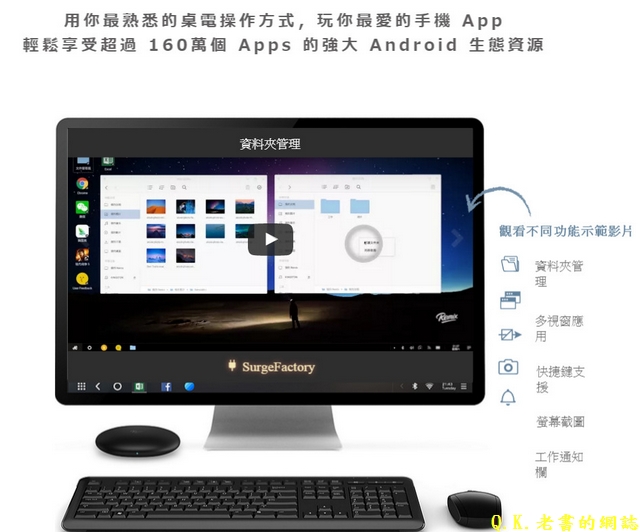 用你最熟悉的桌電操作方式，玩你最愛的手機 App
輕鬆享受超過 160萬個 Apps 的強大 Android 生態資源
資料夾管理
觀看不同功能示範影片
資料夾管
理
多視窗應
用
快捷鍵支
援
螢幕截圖
工作通知
欄
Remix
SurgeFactory
Q.K.老書的網誌